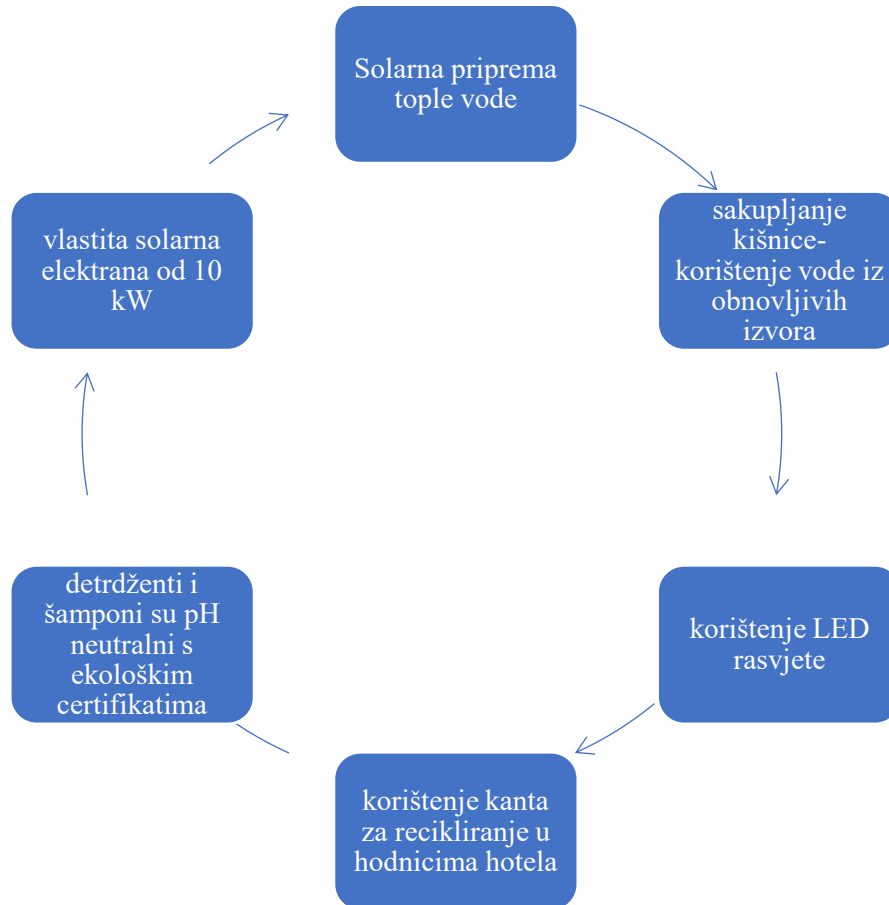 Solarna priprema
tople vode
sakupljanje
kišnice-
korištenje vode iz
obnovljivih
izvora
korištenje LED
rasvjete
korištenje kanta
za recikliranje u
hodnicima hotela
detrdženti i
šamponi su pH
neutralni s
ekološkim
certifikatima
vlastita solarna
elektrana od 10
kW